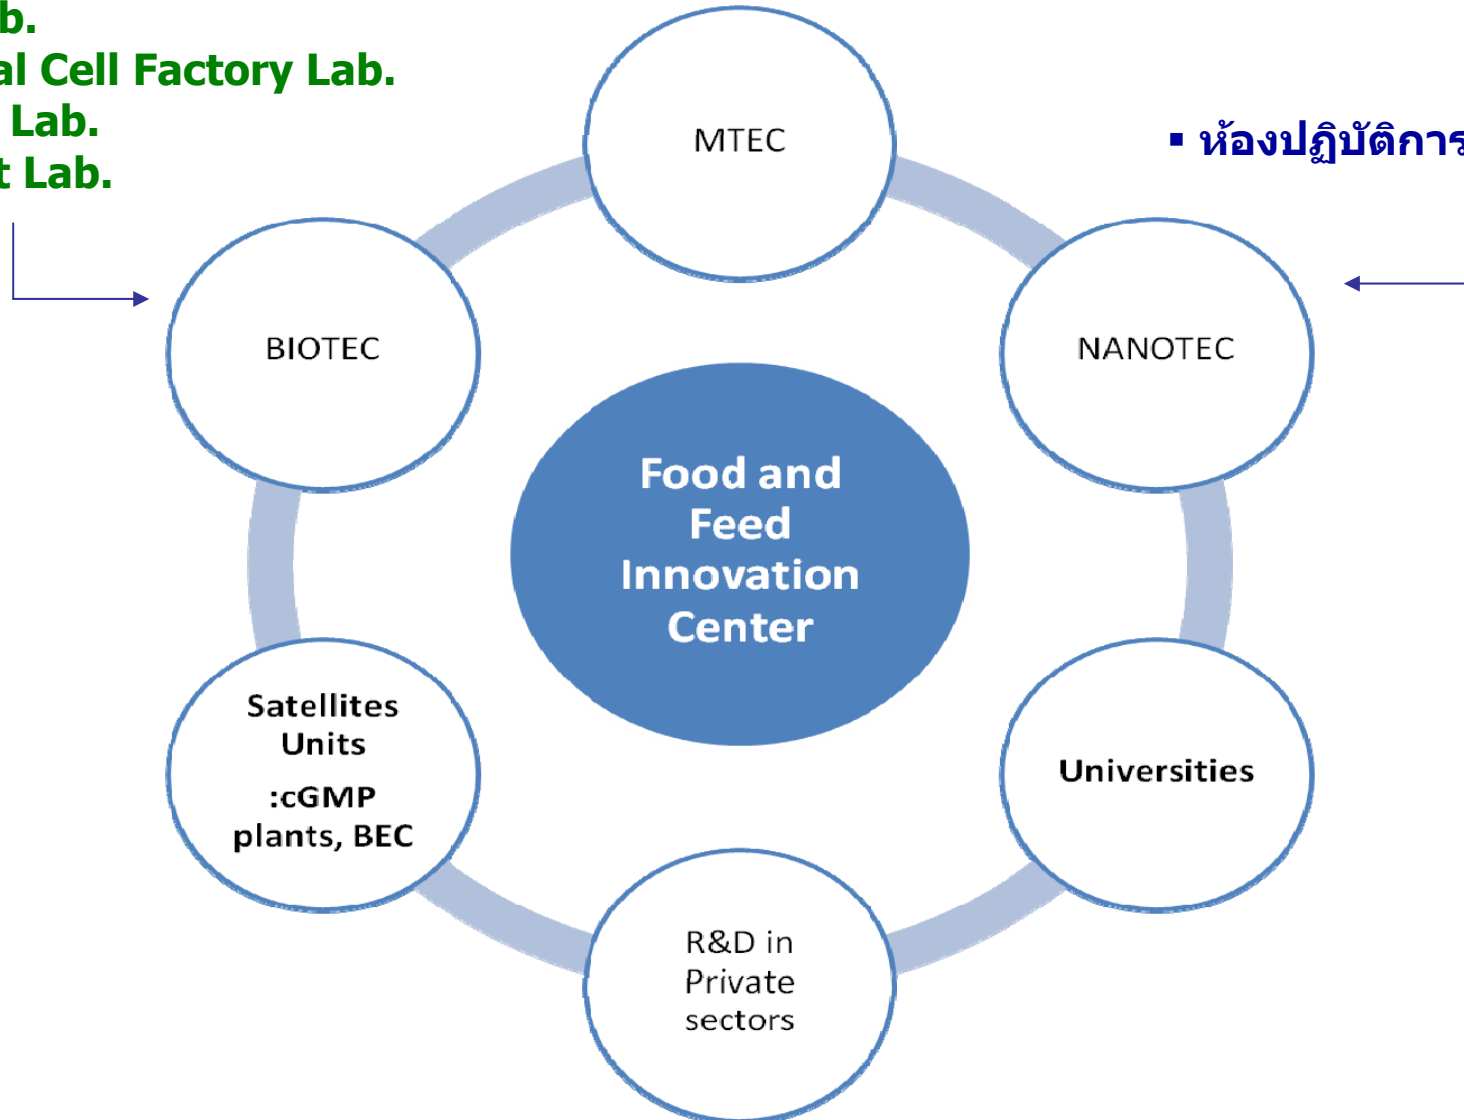 b.
al Cell Factory Lab.
Lab.
t Lab.
▪ ห้องปฏิบัติการ
MTEC
BIOTEC
NANOTEC
Food and
Feed
Innovation
Center
Satellites
Units
:cGMP
plants, BEC
Universities
R&D in
Private
sectors